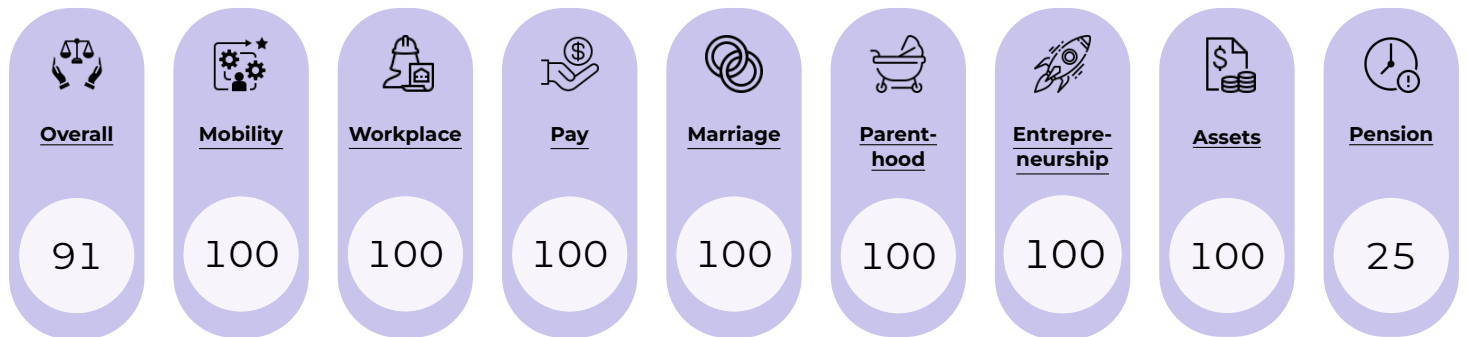 Overall
91
Mobility
100
Workplace
100
Pay
100
Marriage
100
Parent-
hood
100
Entrepre-
neurship
100
$
Assets
100
Pension
25